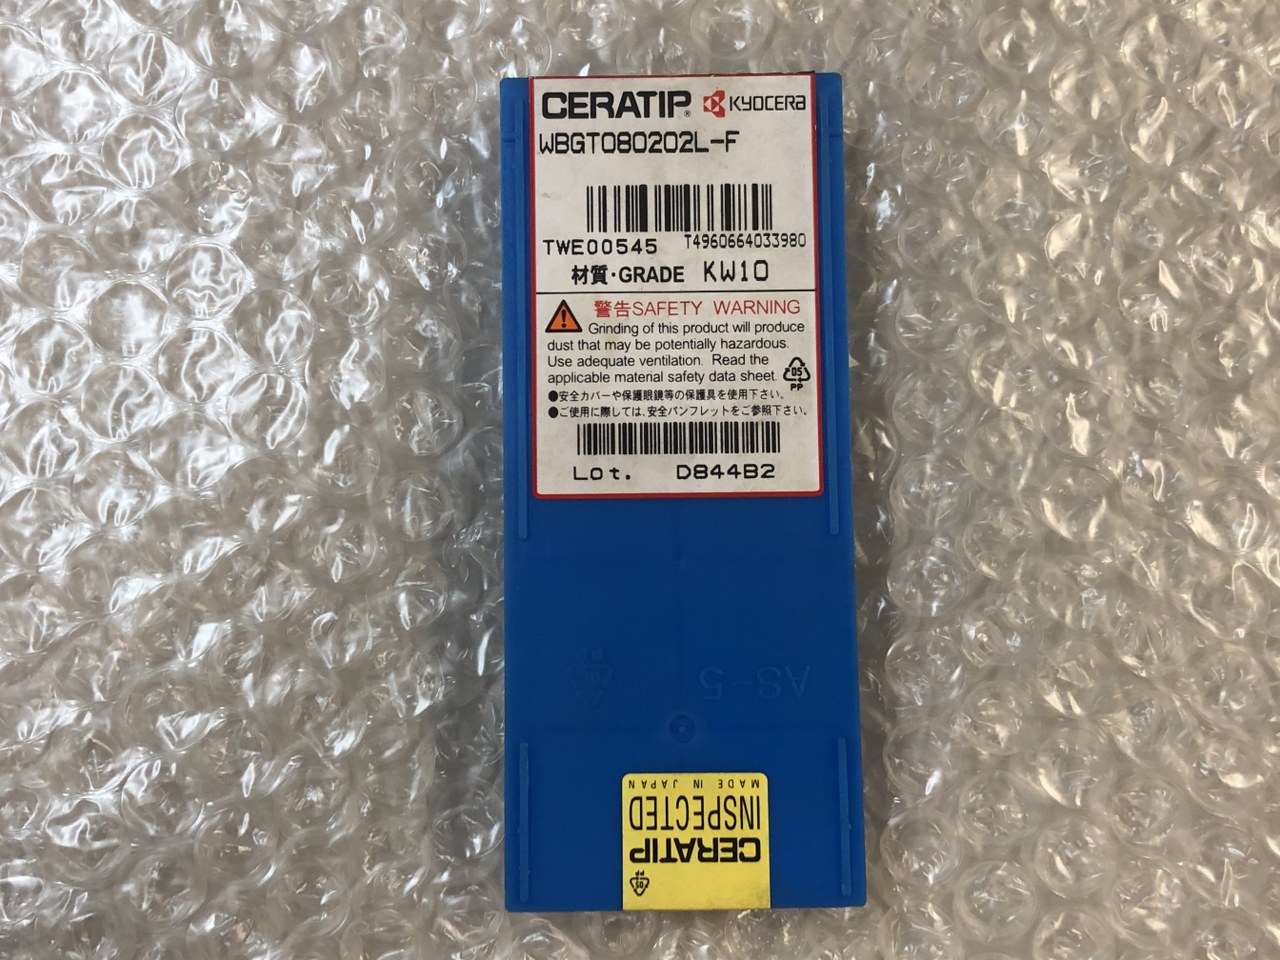 CERATIP® KYOCERA
WBGT080202L-F
TWE00545 T4960664033980
材質・GRADE KW10
警告SAFETY WARNING
Grinding of this product will produce
dust that may be potentially hazardous.
Use adequate ventilation. Read the
applicable material safety data sheet.
05
PP
●安全カバーや保護眼鏡等の保護具を使用下さい。
●ご使用に際しては、安全パンフレットをご参照下さい。
Lot. D844B2
AS-5
CERATIP
INSPECTED
MADE IN JAPAN
05
PP